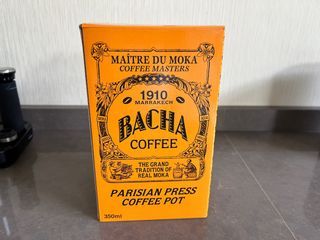 MAÎTRE DU MOKA
COFFEE MASTERS
1910
MARRAKECH
BACHA
COFFEE
THE GRAND
TRADITION OF
REAL MOKA
PARISIAN PRESS
COFFEE POT
350ml